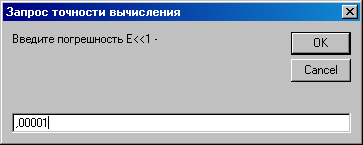 Запрос точности вычисления
Введите погрешность E<<1 -
OK
Cancel
,00001